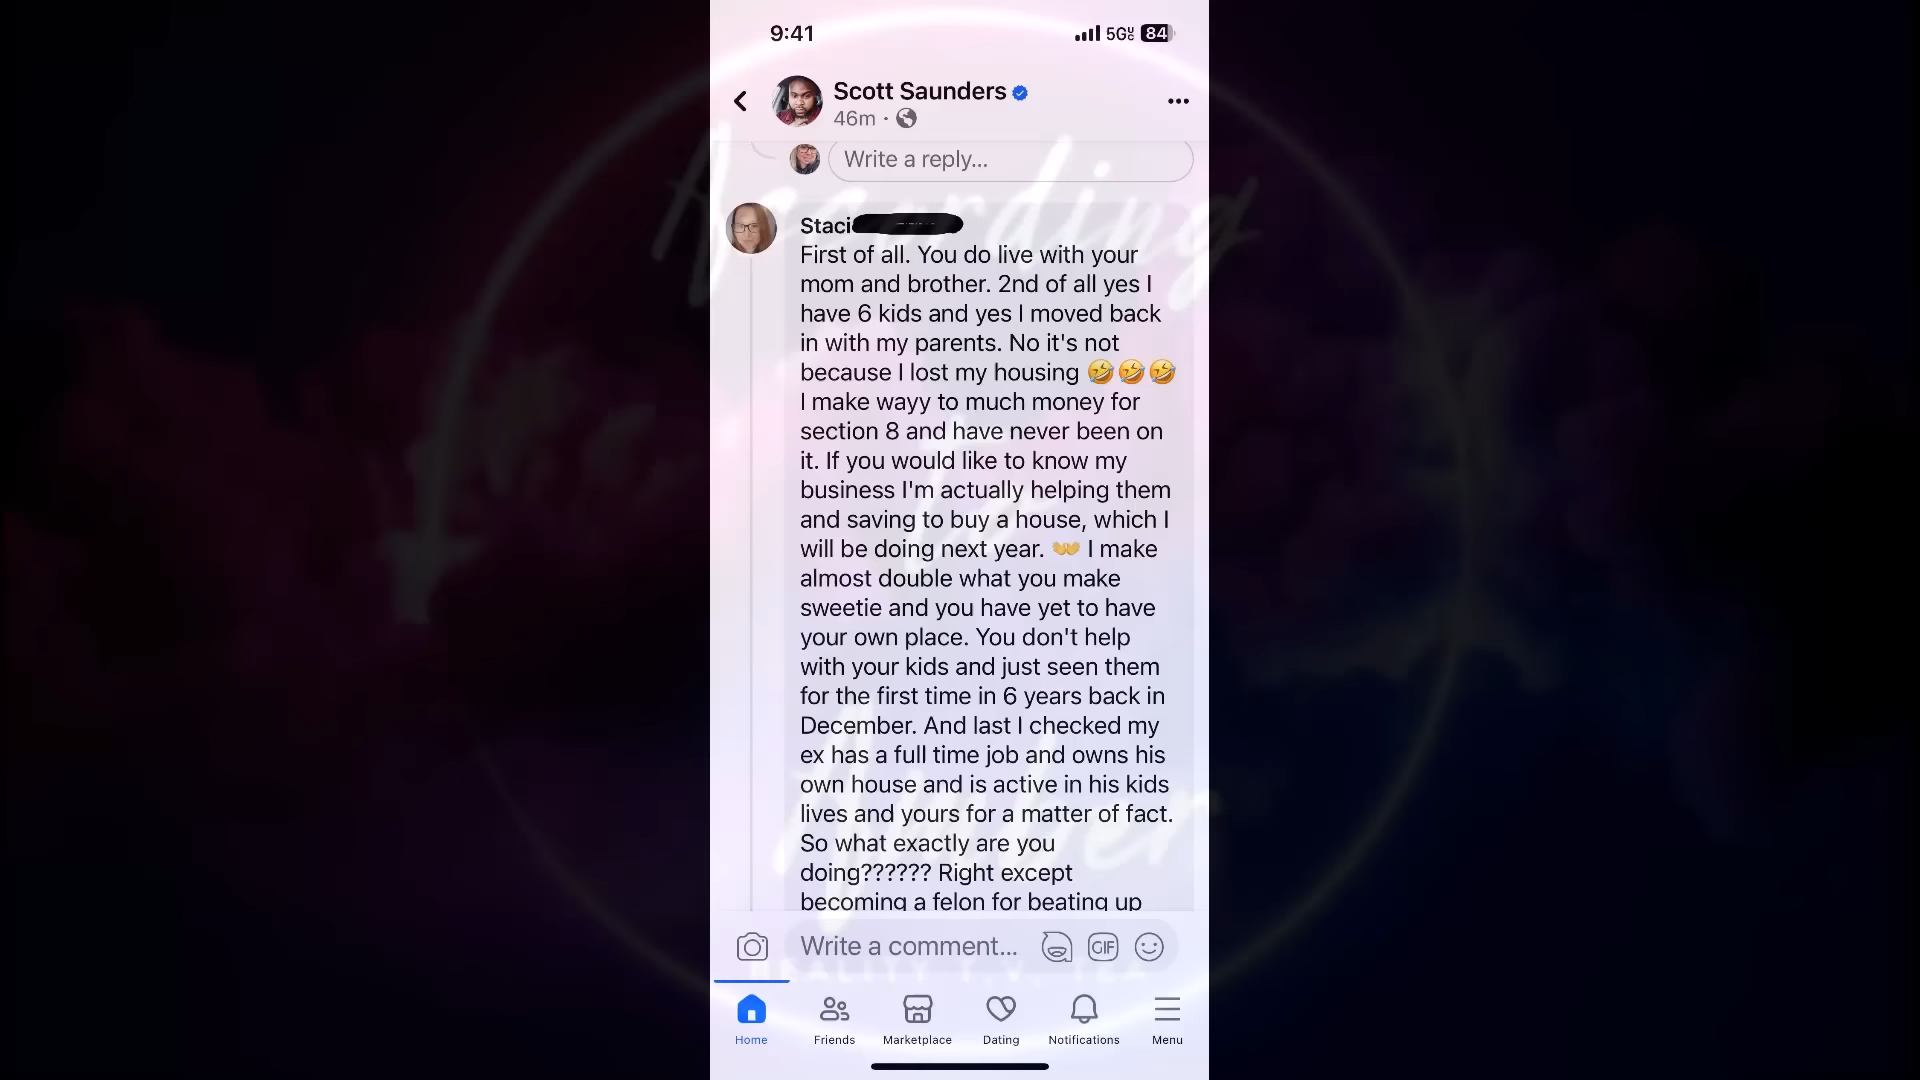 9:41
5G 84
Scott Saunders
46m ·
Write a reply...
Staci
First of all. You do live with your
mom and brother. 2nd of all yes I
have 6 kids and yes I moved back
in with my parents. No it's not
because I lost my housing 🤣🤣🤣
I make wayy to much money for
section 8 and have never been on
it. If you would like to know my
business I'm actually helping them
and saving to buy a house, which I
will be doing next year. 👐 I make
almost double what you make
sweetie and you have yet to have
your own place. You don't help
with your kids and just seen them
for the first time in 6 years back in
December. And last I checked my
ex has a full time job and owns his
own house and is active in his kids
lives and yours for a matter of fact.
So what exactly are you
doing?????? Right except
becoming a felon for beating up
Write a comment...
GIF
Home
Friends
Marketplace
Dating
Notifications
Menu
According
to
Amber
REALITY T.V. TEA